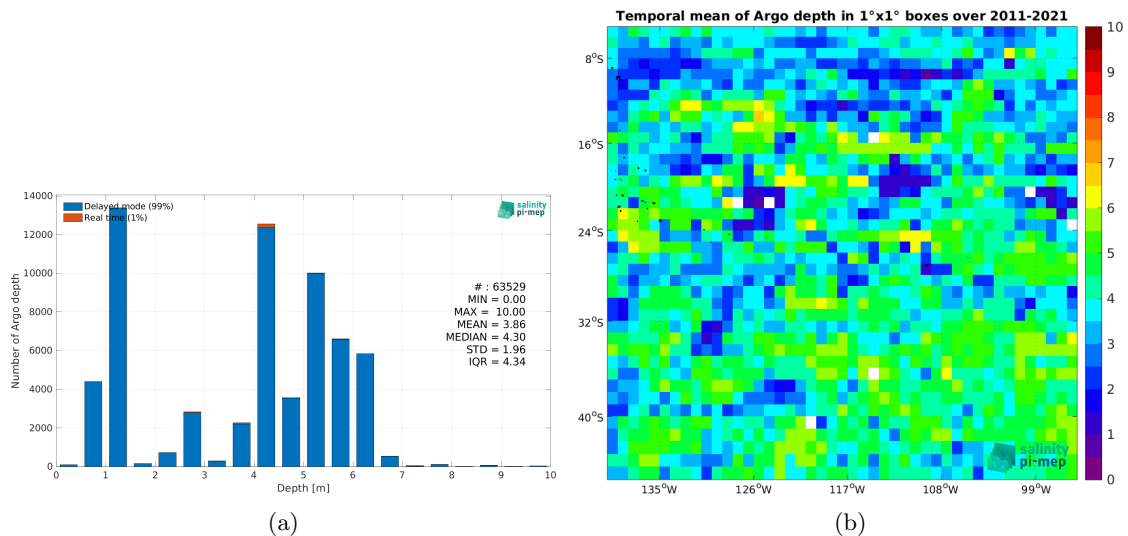 14000
12000
10000
8000
6000
4000
2000
0
Number of Argo depth
Delayed mode (99%)
Real time (1%)
salinity
pi-mep
# : 63529
MIN = 0.00
MAX = 10.00
MEAN = 3.86
MEDIAN = 4.30
STD = 1.96
IQR = 4.34
0 1 2 3 4 5 6 7 8 9 10
Depth [m]
(a)
Temporal mean of Argo depth in 1°x1° boxes over 2011-2021
8°S
16°S
24°S
32°S
40°S
135°W 126°W 117°W 108°W 99°W
salinity
pi-mep
10
9
8
7
6
5
4
3
2
1
0
(b)